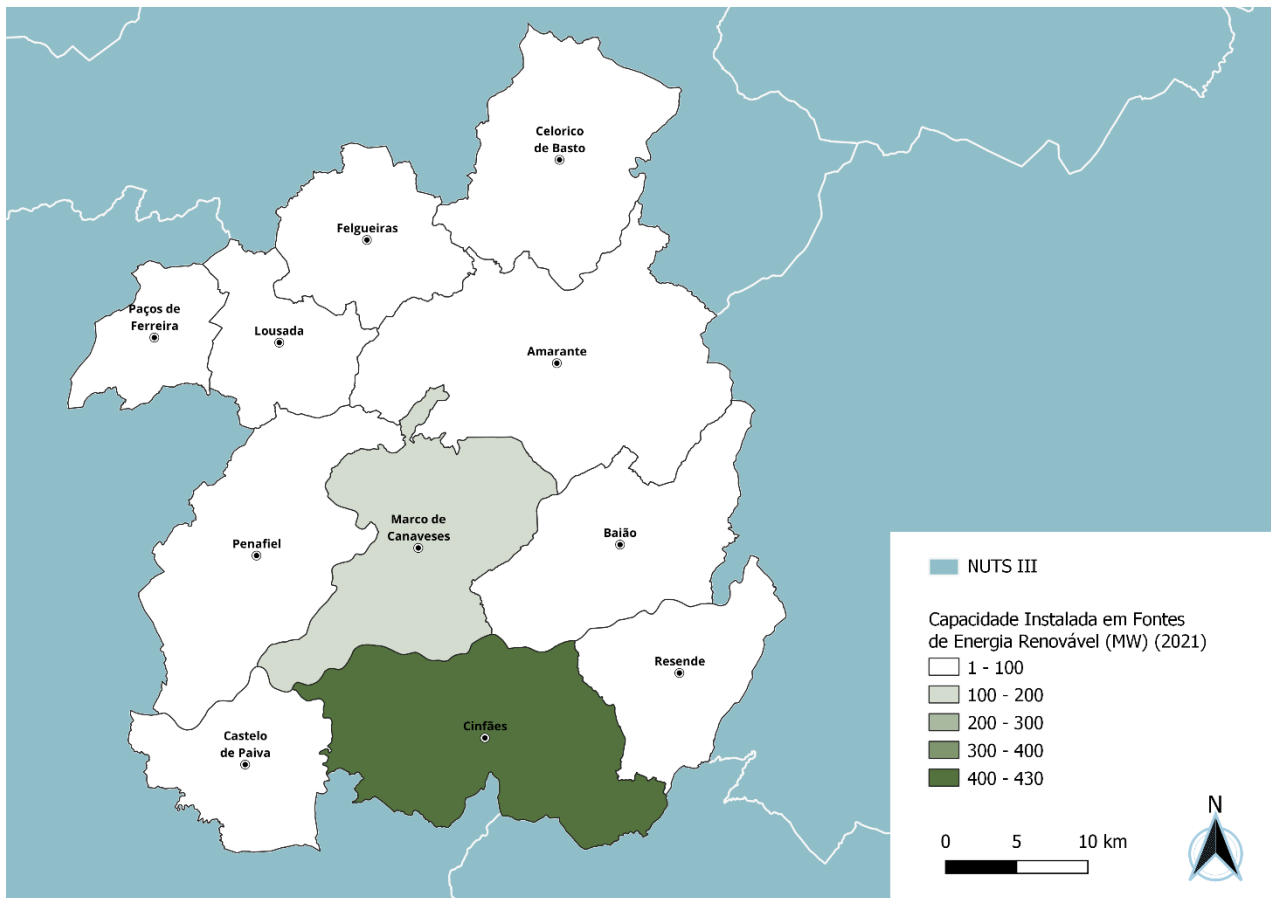 Celorico
de Basto
Felgueiras
Paços de
Ferreira
Lousada
Amarante
Marco de
Canaveses
Penafiel
Baião
Resende
Cinfães
Castelo
de Paiva
NUTS III
Capacidade Instalada em Fontes
de Energia Renovável (MW) (2021)
1 - 100
100 - 200
200 - 300
300 - 400
400 - 430
N
0 5 10 km